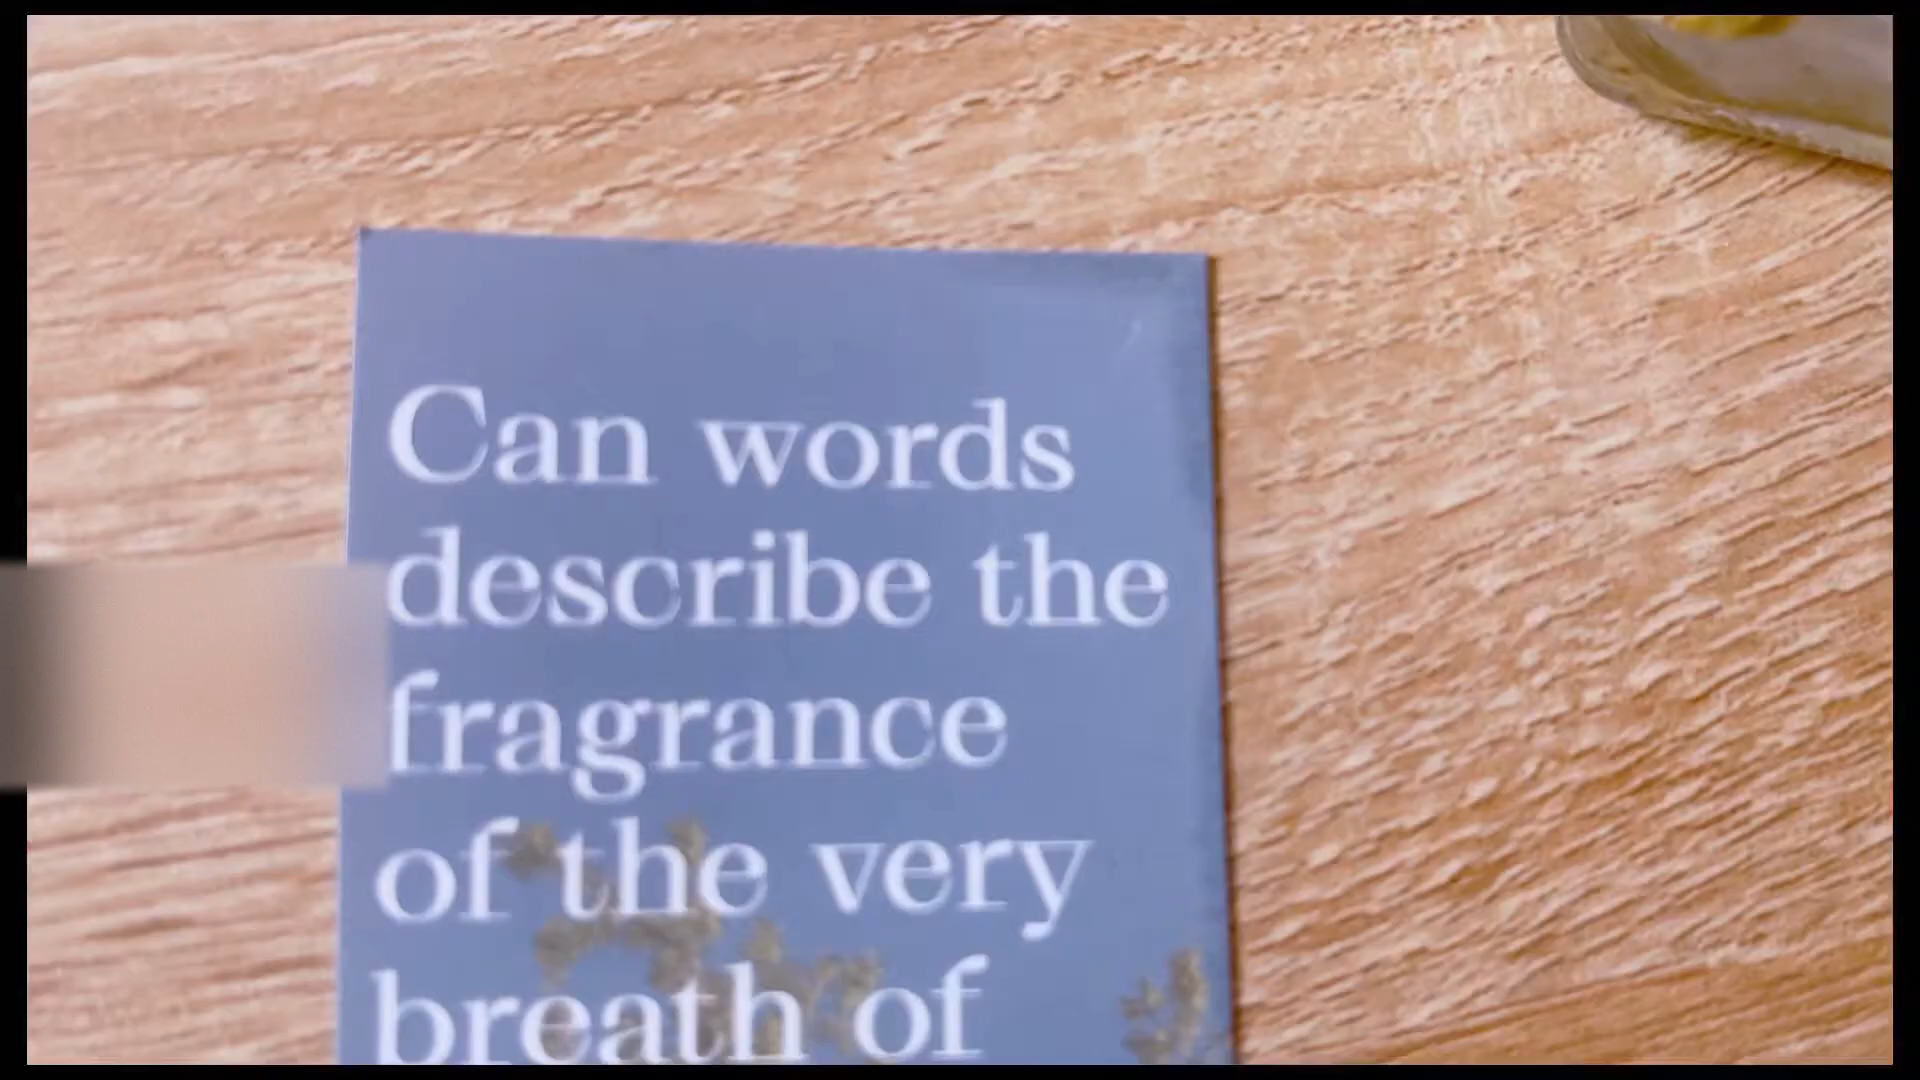 Can words
describe the
fragrance
of the very
breath of